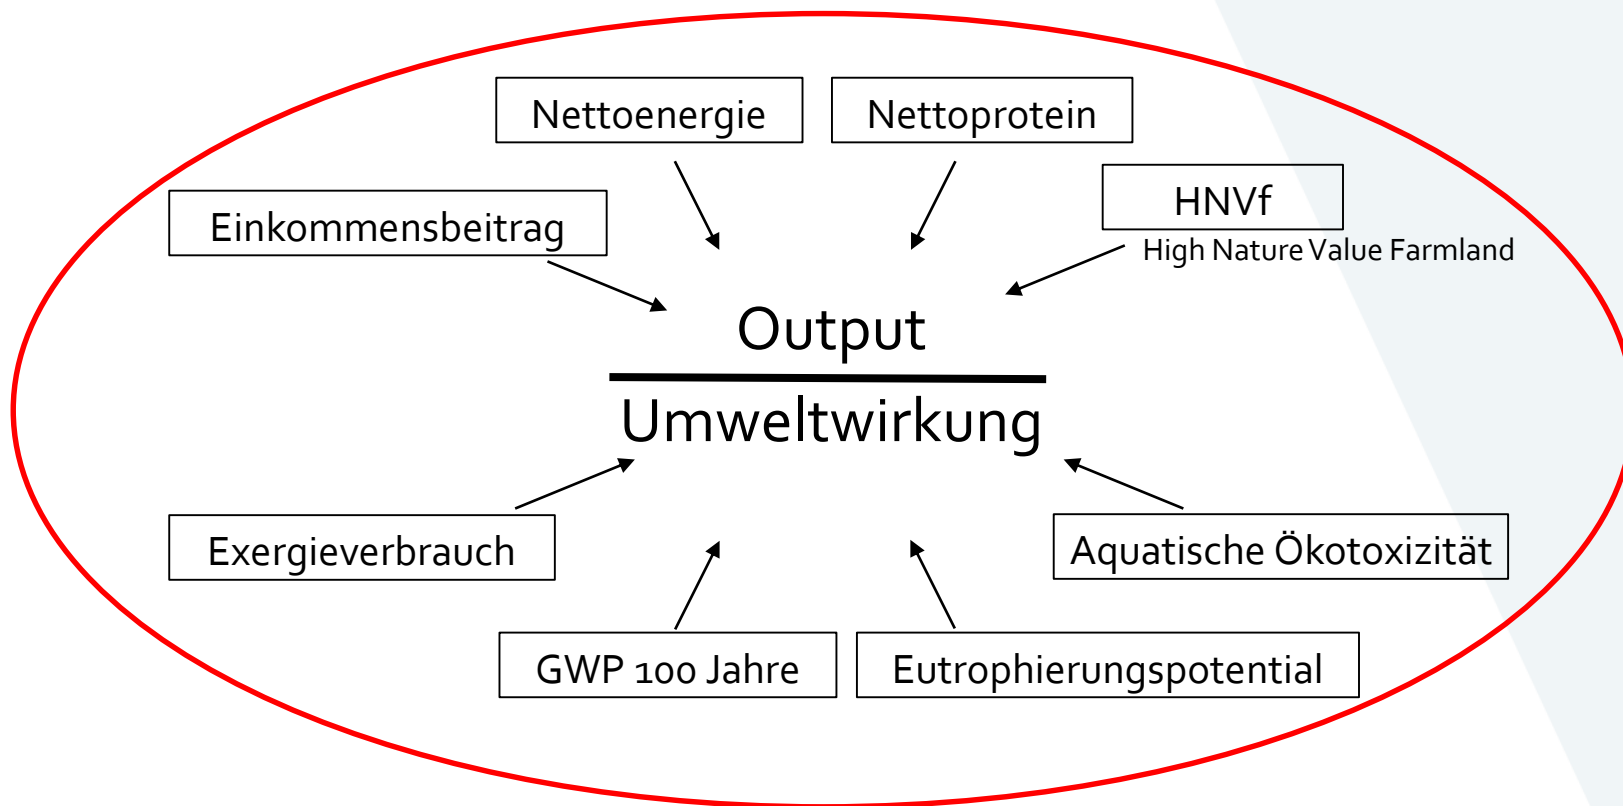 Nettoenergie
Nettoprotein
Einkommensbeitrag
HNVf
High Nature Value Farmland
Output
Umweltwirkung
Exergieverbrauch
Aquatische Ökotoxizität
GWP 100 Jahre
Eutrophierungspotential